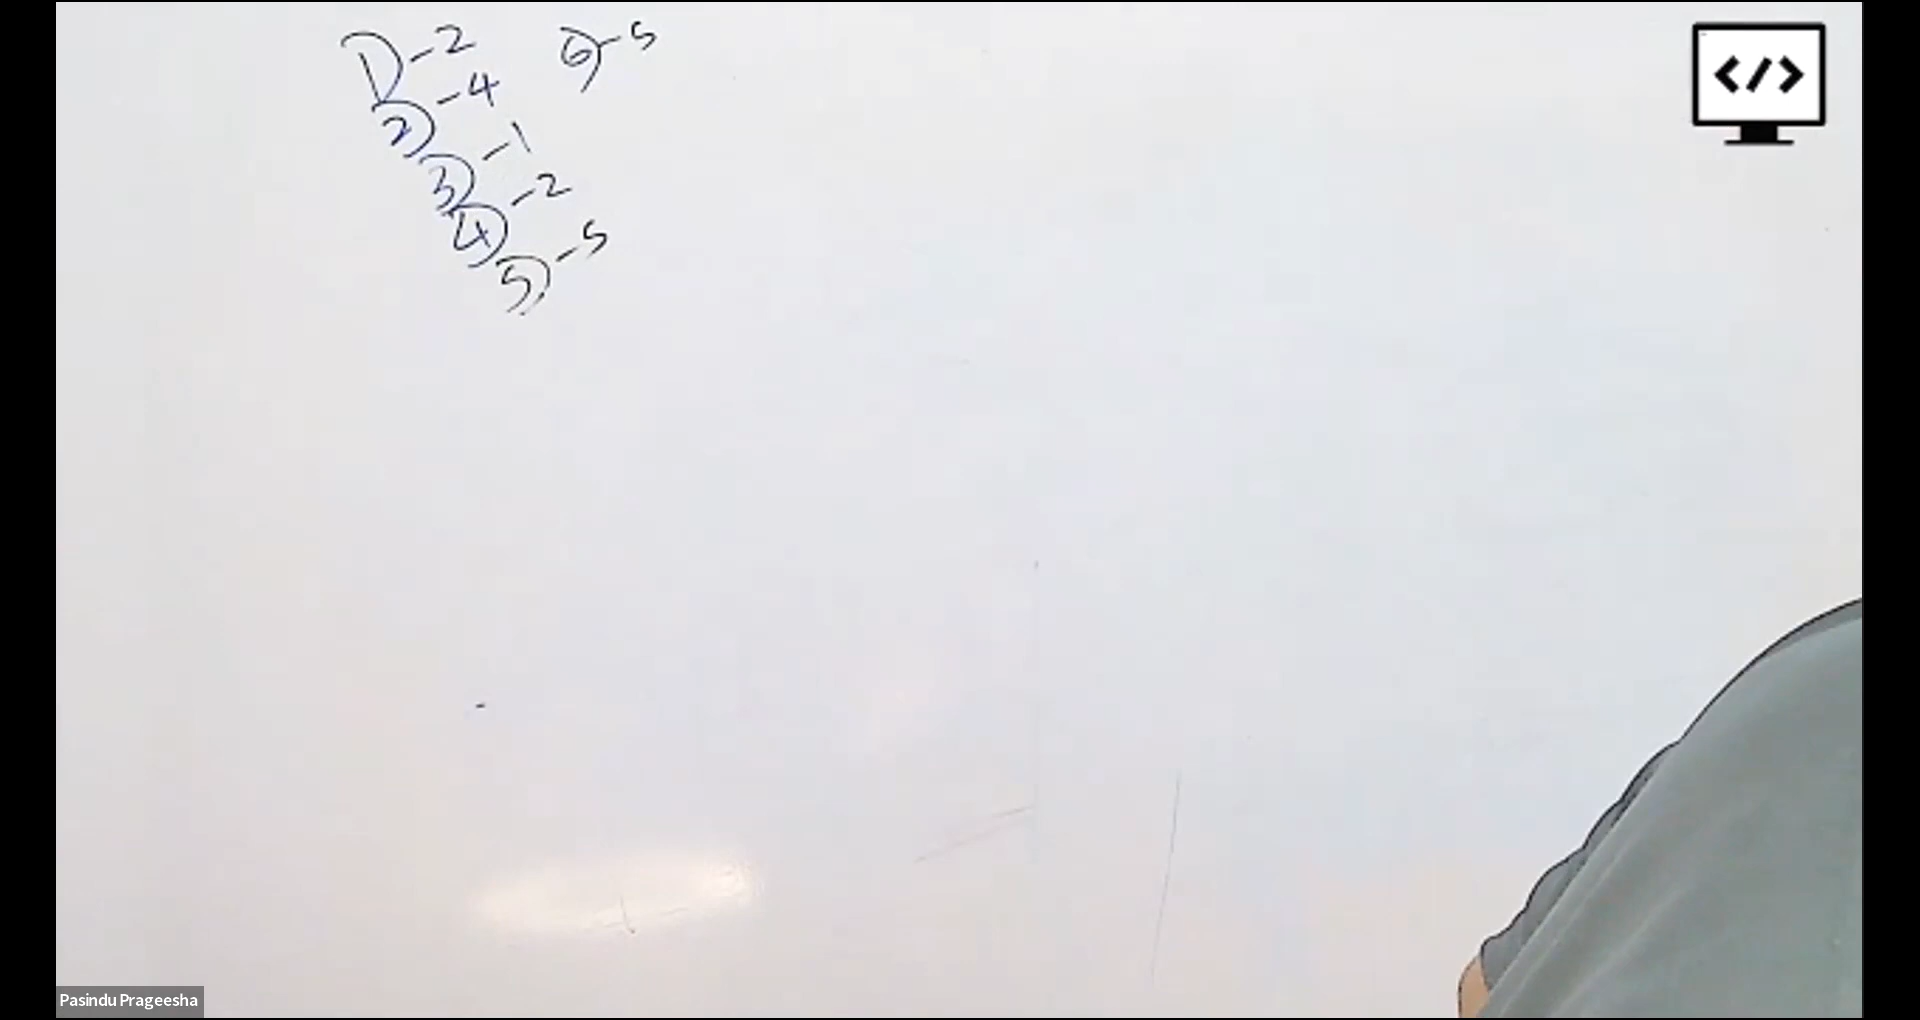 1) - 2
2) - 4
3) - 1
4) - 2
5) - 5
6) - 5
</>
Pasindu Prageesha